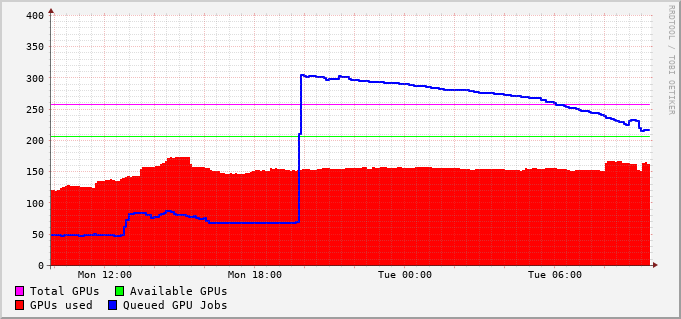 400
350
300
250
200
150
100
50
0
Mon 12:00 Mon 18:00 Tue 00:00 Tue 06:00
Total GPUs Available GPUs
GPUs used Queued GPU Jobs
RRDTOOL / TOBI OETIKER